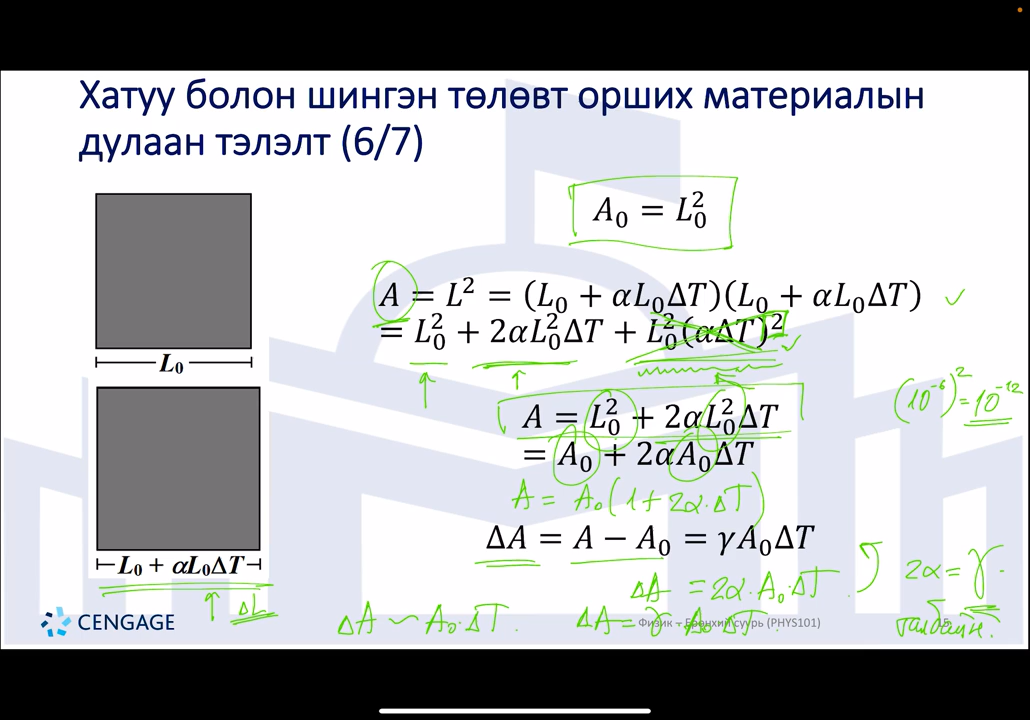 Хатуу болон шингэн төлөвт орших материалын
дулаан тэлэлт (6/7)
A₀ = L₀²
A = L² = (L₀ + αL₀ΔT)(L₀ + αL₀ΔT)
= L₀² + 2αL₀²ΔT + L₀²(αΔT)²
L₀
(10⁻⁶)² = 10⁻¹²
A = L₀² + 2αL₀²ΔT
= A₀ + 2αA₀ΔT
A = A₀(1 + 2α·ΔT)
ΔA = A − A₀ = γA₀ΔT
L₀ + αL₀ΔT
ΔA = 2α·A₀·ΔT
2α = γ
ΔL
CENGAGE
ΔA ~ A₀·ΔT.
ΔA = γ A₀·ΔT.
Физик – Ерөнхий суурь (PHYS101)
15
талбайн.